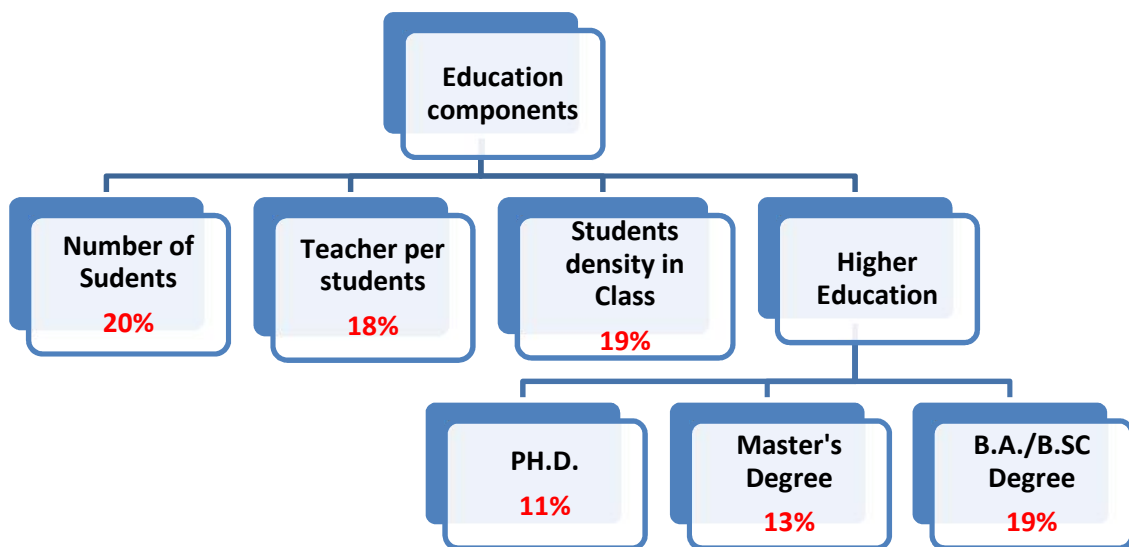 Education
components
Number of
Sudents
20%
Teacher per
students
18%
Students
density in
Class
19%
Higher
Education
PH.D.
11%
Master's
Degree
13%
B.A./B.SC
Degree
19%